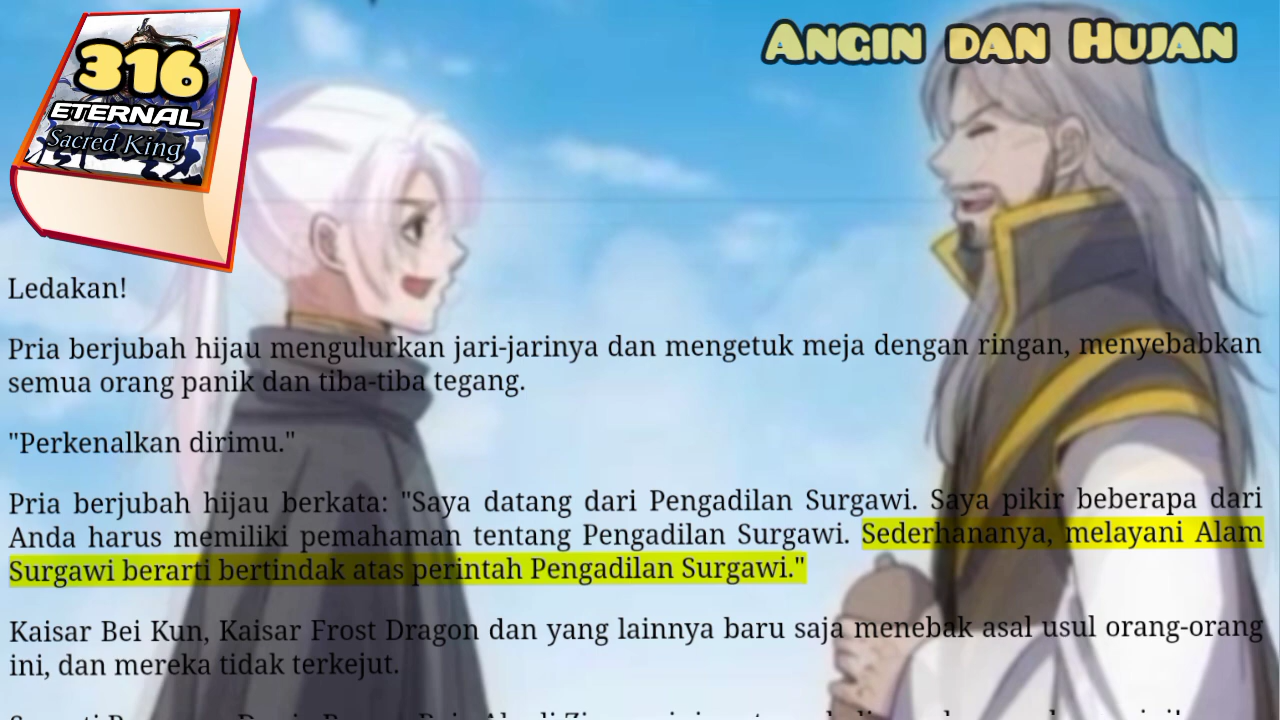 316
ETERNAL
Sacred King
ANGIN DAN HUJAN
Ledakan!
Pria berjubah hijau mengulurkan jari-jarinya dan mengetuk meja dengan ringan, menyebabkan
semua orang panik dan tiba-tiba tegang.
"Perkenalkan dirimu."
Pria berjubah hijau berkata: "Saya datang dari Pengadilan Surgawi. Saya pikir beberapa dari
Anda harus memiliki pemahaman tentang Pengadilan Surgawi. Sederhananya, melayani Alam
Surgawi berarti bertindak atas perintah Pengadilan Surgawi."
Kaisar Bei Kun, Kaisar Frost Dragon dan yang lainnya baru saja menebak asal usul orang-orang
ini, dan mereka tidak terkejut.